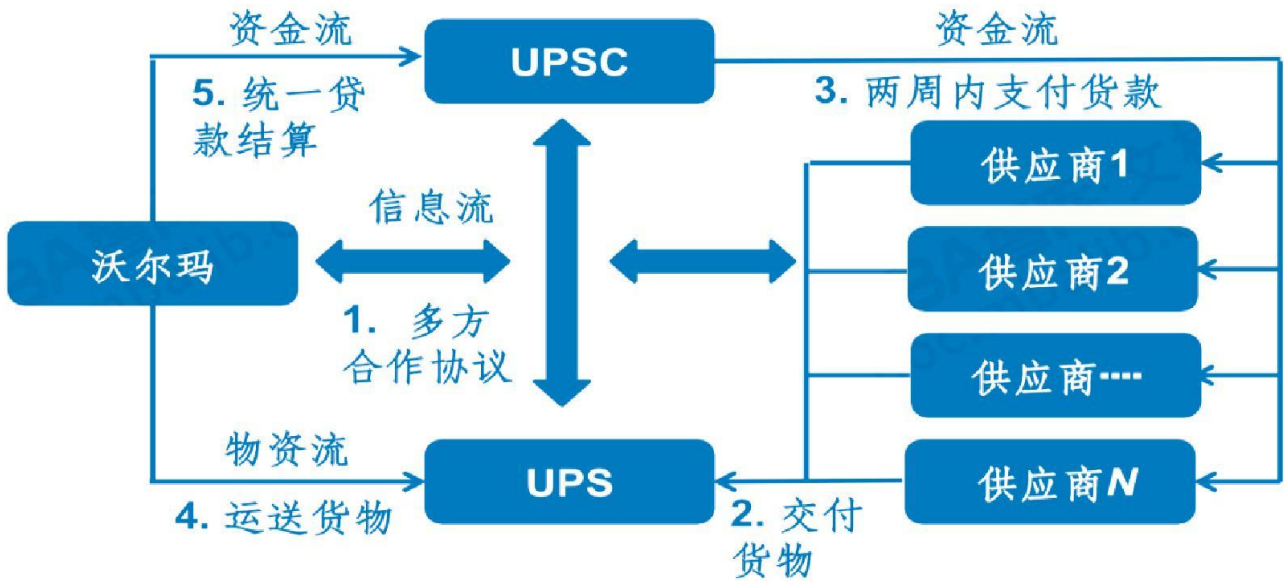 资金流
UPSC
资金流
5. 统一贷
款结算
3. 两周内支付货款
供应商1
信息流
沃尔玛
供应商2
1. 多方
合作协议
供应商····
物资流
UPS
供应商N
4. 运送货物
2. 交付
货物